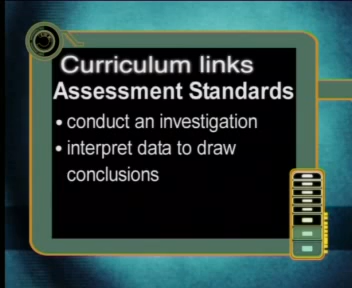 Curriculum links
Assessment Standards
• conduct an investigation
• interpret data to draw
conclusions